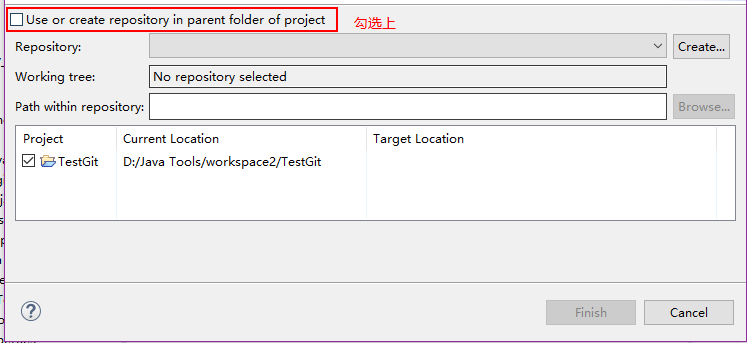 Use or create repository in parent folder of project 勾选上
Repository: Create...
Working tree: No repository selected
Path within repository: Browse...
Project Current Location Target Location
TestGit D:/Java Tools/workspace2/TestGit
? Finish Cancel